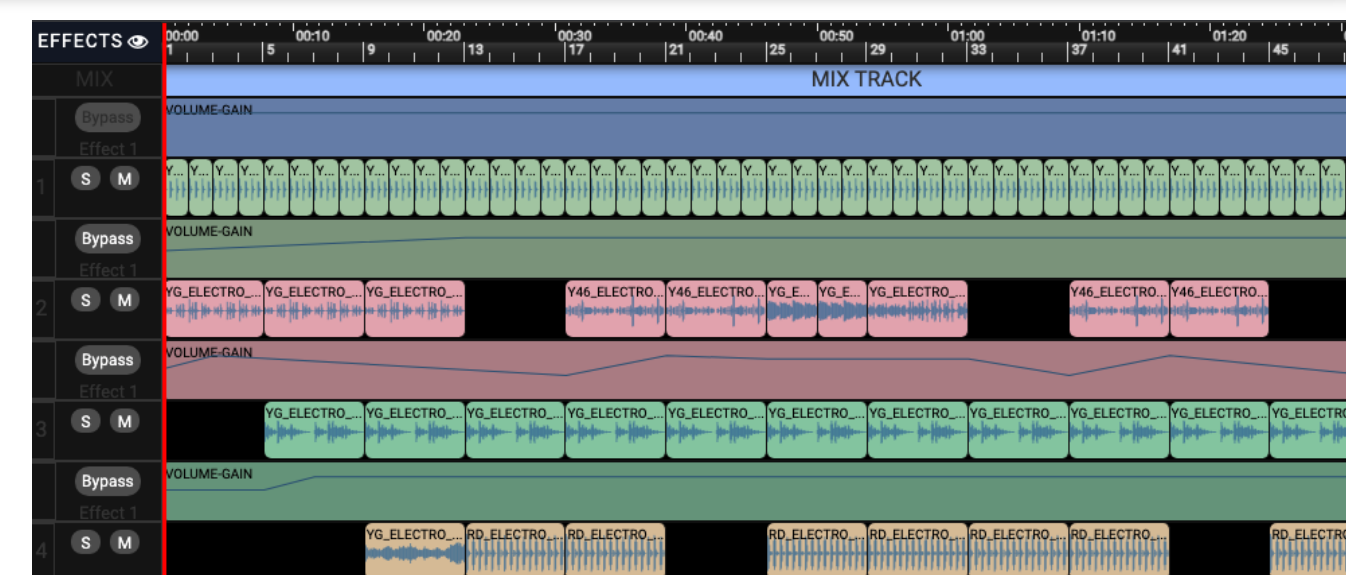 EFFECTS 00:00 00:10 00:20 00:30 00:40 00:50 01:00 01:10 01:20
1 5 9 13 17 21 25 29 33 37 41 45
MIX MIX TRACK
Bypass VOLUME-GAIN
Effect 1
1 S M Y... Y... Y... Y... Y... Y... Y... Y... Y... Y... Y... Y... Y... Y... Y... Y... Y... Y... Y... Y... Y... Y... Y... Y... Y... Y... Y... Y... Y... Y... Y... Y... Y... Y... Y... Y... Y... Y... Y... Y... Y... Y... Y... Y... Y... Y... Y...
Bypass VOLUME-GAIN
Effect 1
2 S M YG_ELECTRO_... YG_ELECTRO_... YG_ELECTRO_... Y46_ELECTRO... Y46_ELECTRO... YG_E... YG_E... YG_ELECTRO_... Y46_ELECTRO... Y46_ELECTRO...
Bypass VOLUME-GAIN
Effect 1
3 S M YG_ELECTRO_... YG_ELECTRO_... YG_ELECTRO_... YG_ELECTRO_... YG_ELECTRO_... YG_ELECTRO_... YG_ELECTRO_... YG_ELECTRO_... YG_ELECTRO_... YG_ELECTRO_... YG_ELECTR
Bypass VOLUME-GAIN
Effect 1
4 S M YG_ELECTRO_... RD_ELECTRO_... RD_ELECTRO_... RD_ELECTRO_... RD_ELECTRO_... RD_ELECTRO_... RD_ELECTRO_... RD_ELECTR